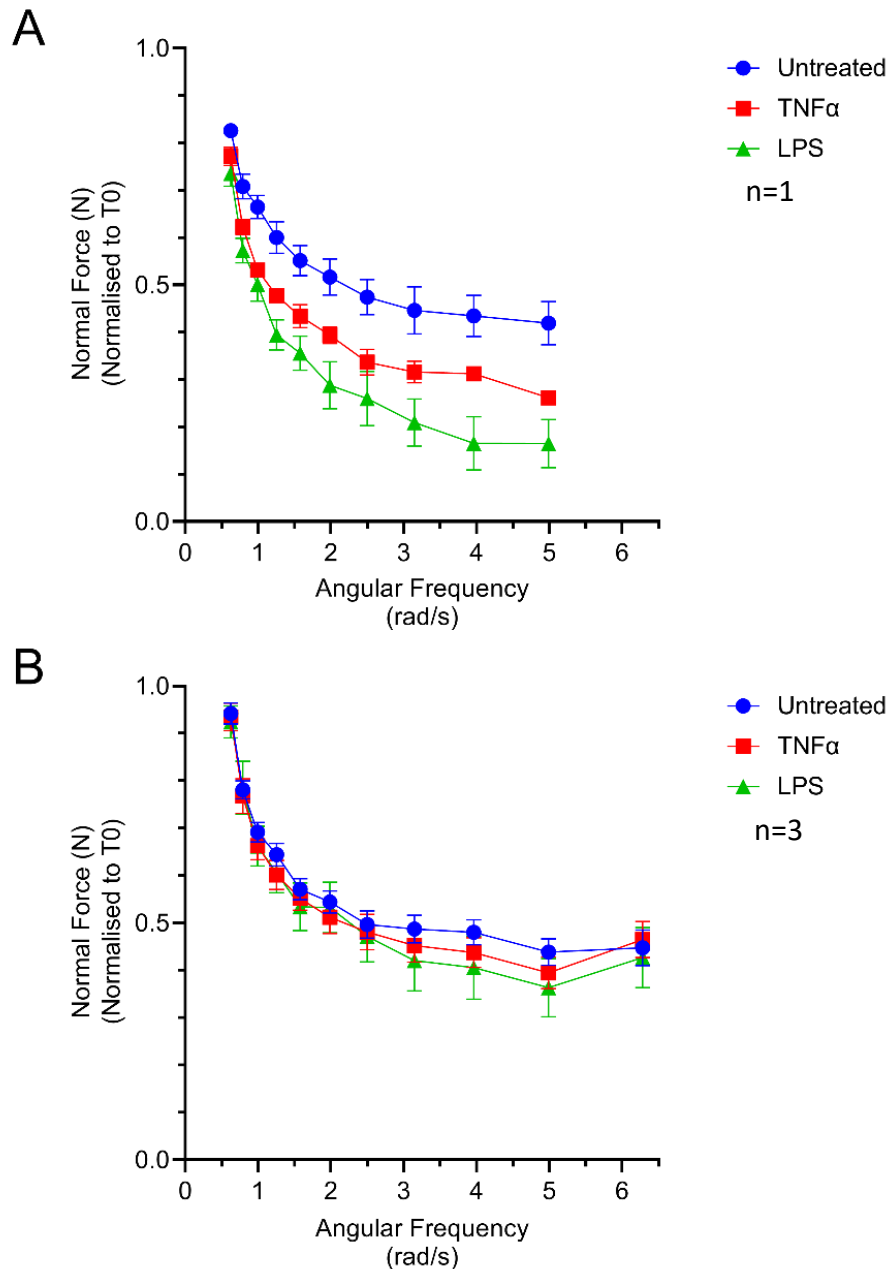 A
1.0
0.5
0.0
Normal Force (N)
(Normalised to T0)
0 1 2 3 4 5 6
Angular Frequency
(rad/s)
Untreated
TNFα
LPS
n=1
B
1.0
0.5
0.0
Normal Force (N)
(Normalised to T0)
0 1 2 3 4 5 6
Angular Frequency
(rad/s)
Untreated
TNFα
LPS
n=3